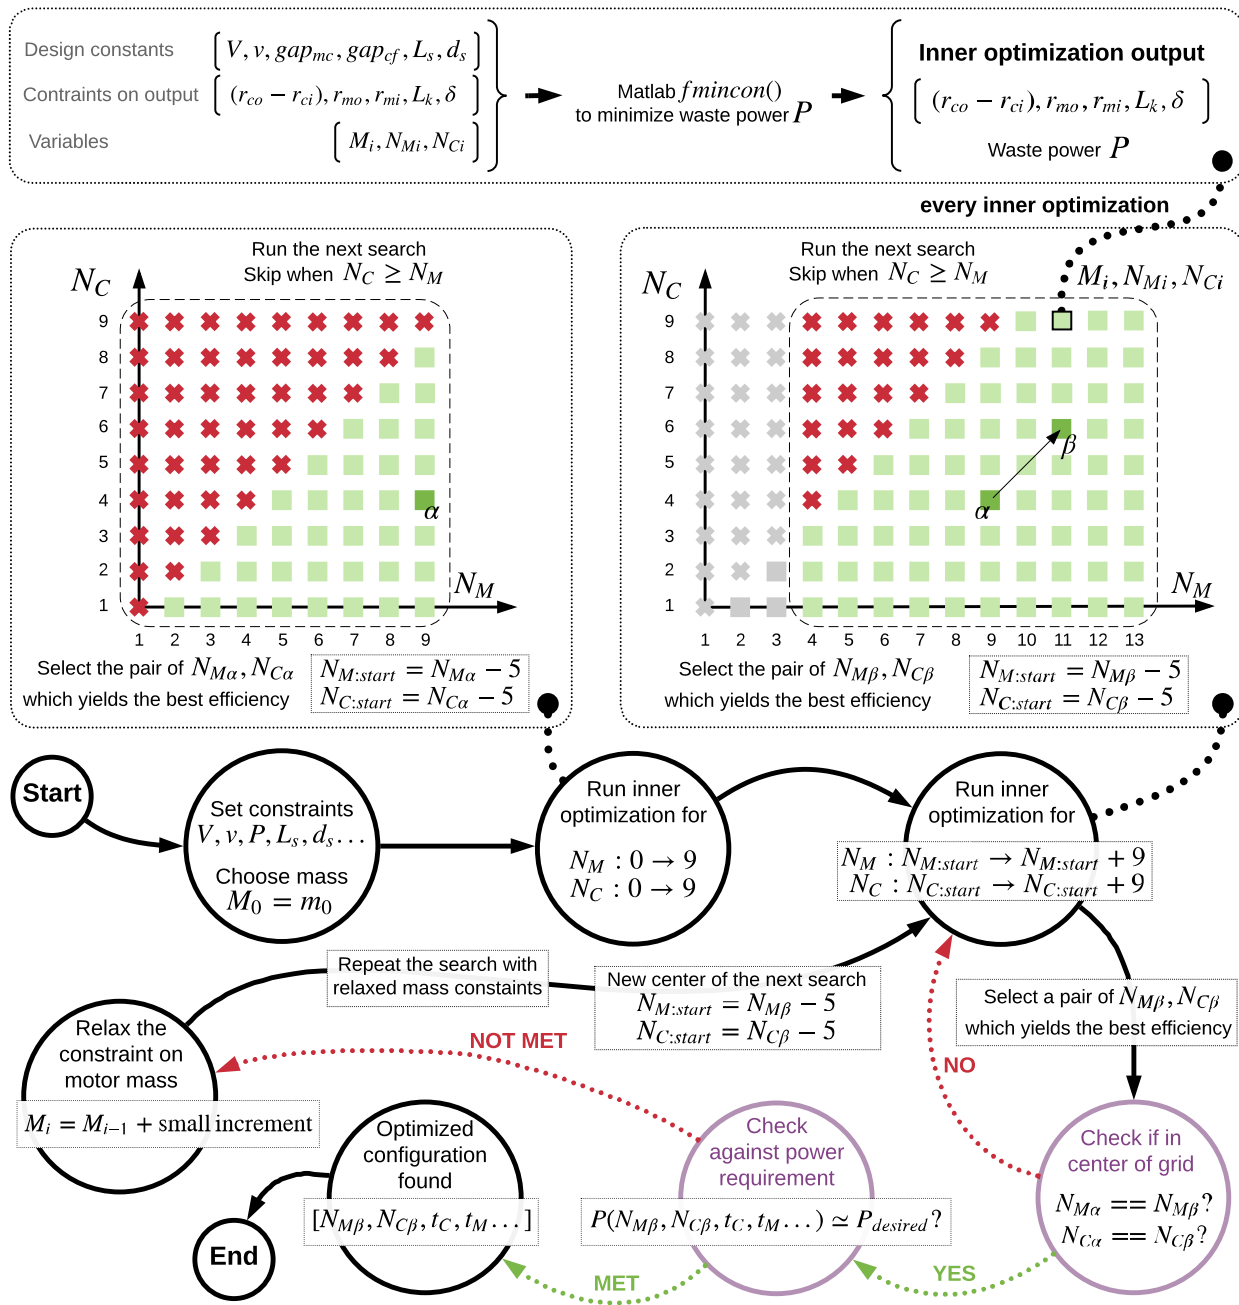 Design constants
[V, v, gap_mc, gap_cf, L_s, d_s]
Contraints on output
[(r_co − r_ci), r_mo, r_mi, L_k, δ]
Variables
[M_i, N_Mi, N_Ci]
Matlab fmincon()
to minimize waste power P
Inner optimization output
[(r_co − r_ci), r_mo, r_mi, L_k, δ]
Waste power P
every inner optimization
Run the next search
Skip when N_C ≥ N_M
N_C
9
8
7
6
5
4
3
2
1
α
N_M
1 2 3 4 5 6 7 8 9
Select the pair of N_Mα, N_Cα
which yields the best efficiency
N_M:start = N_Mα − 5
N_C:start = N_Cα − 5
Run the next search
Skip when N_C ≥ N_M
M_i, N_Mi, N_Ci
N_C
9
8
7
6
5
4
3
2
1
β
α
N_M
1 2 3 4 5 6 7 8 9 10 11 12 13
Select the pair of N_Mβ, N_Cβ
which yields the best efficiency
N_M:start = N_Mβ − 5
N_C:start = N_Cβ − 5
Start
Set constraints
V, v, P, L_s, d_s . . .
Choose mass
M_0 = m_0
Run inner
optimization for
N_M : 0 → 9
N_C : 0 → 9
Run inner
optimization for
N_M : N_M:start → N_M:start + 9
N_C : N_C:start → N_C:start + 9
Repeat the search with
relaxed mass constaints
New center of the next search
N_M:start = N_Mβ − 5
N_C:start = N_Cβ − 5
Select a pair of N_Mβ, N_Cβ
which yields the best efficiency
Relax the
constraint on
motor mass
M_i = M_i−1 + small increment
NOT MET
NO
Check if in
center of grid
N_Mα == N_Mβ?
N_Cα == N_Cβ?
Check
against power
requirement
P(N_Mβ, N_Cβ, t_C, t_M . . . ) ≃ P_desired?
Optimized
configuration
found
[N_Mβ, N_Cβ, t_C, t_M . . . ]
End
MET
YES